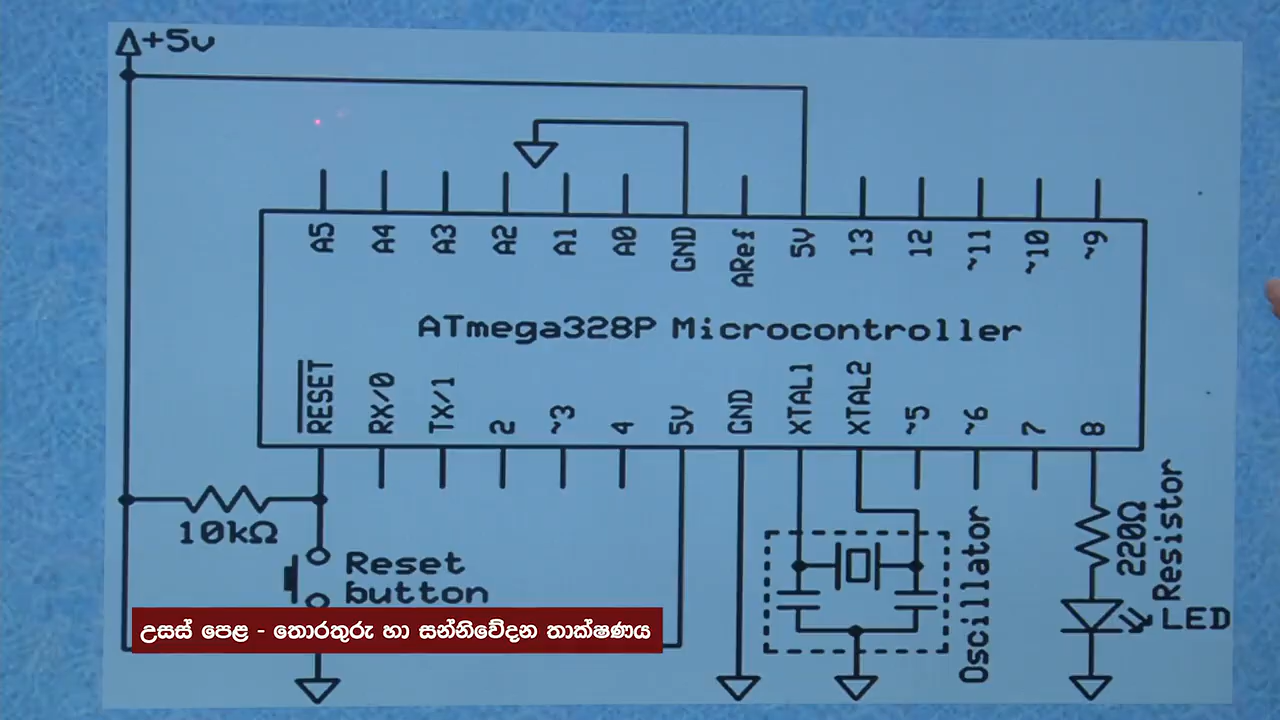 +5v
A5 A4 A3 A2 A1 A0 GND ARef 5V 13 12 ~11 ~10 ~9
ATmega328P Microcontroller
RESET RX/0 TX/1 2 ~3 4 5V GND XTAL1 XTAL2 ~5 ~6 7 8
10kΩ
Reset
button
Oscillator
220Ω
Resistor
LED
උසස් පෙළ - තොරතුරු හා සන්නිවේදන තාක්ෂණය